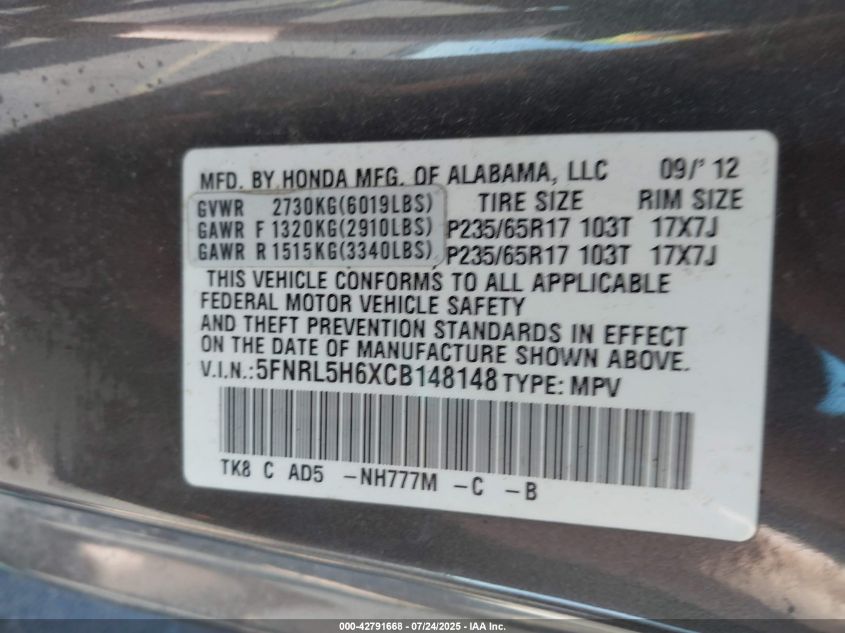 MFD. BY HONDA MFG. OF ALABAMA, LLC 09/' 12
GVWR 2730KG(6019LBS) TIRE SIZE RIM SIZE
GAWR F 1320KG(2910LBS) P235/65R17 103T 17X7J
GAWR R 1515KG(3340LBS) P235/65R17 103T 17X7J
THIS VEHICLE CONFORMS TO ALL APPLICABLE
FEDERAL MOTOR VEHICLE SAFETY
AND THEFT PREVENTION STANDARDS IN EFFECT
ON THE DATE OF MANUFACTURE SHOWN ABOVE.
V.I.N.:5FNRL5H6XCB148148 TYPE: MPV
TK8 C AD5 -NH777M -C -B
000-42791668 - 07/24/2025 - IAA Inc.